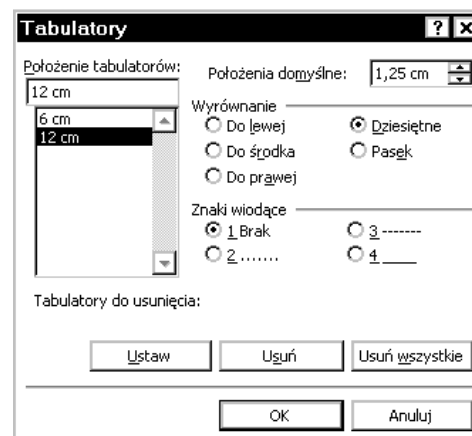 Tabulatory ? X
Położenie tabulatorów:
Położenia domyślne: 1,25 cm
12 cm
6 cm
12 cm
Wyrównanie
Do lewej
Dziesiętne
Do środka
Pasek
Do prawej
Znaki wiodące
1 Brak
3 -------
2 .......
4 ____
Tabulatory do usunięcia:
Ustaw Usuń Usuń wszystkie
OK Anuluj